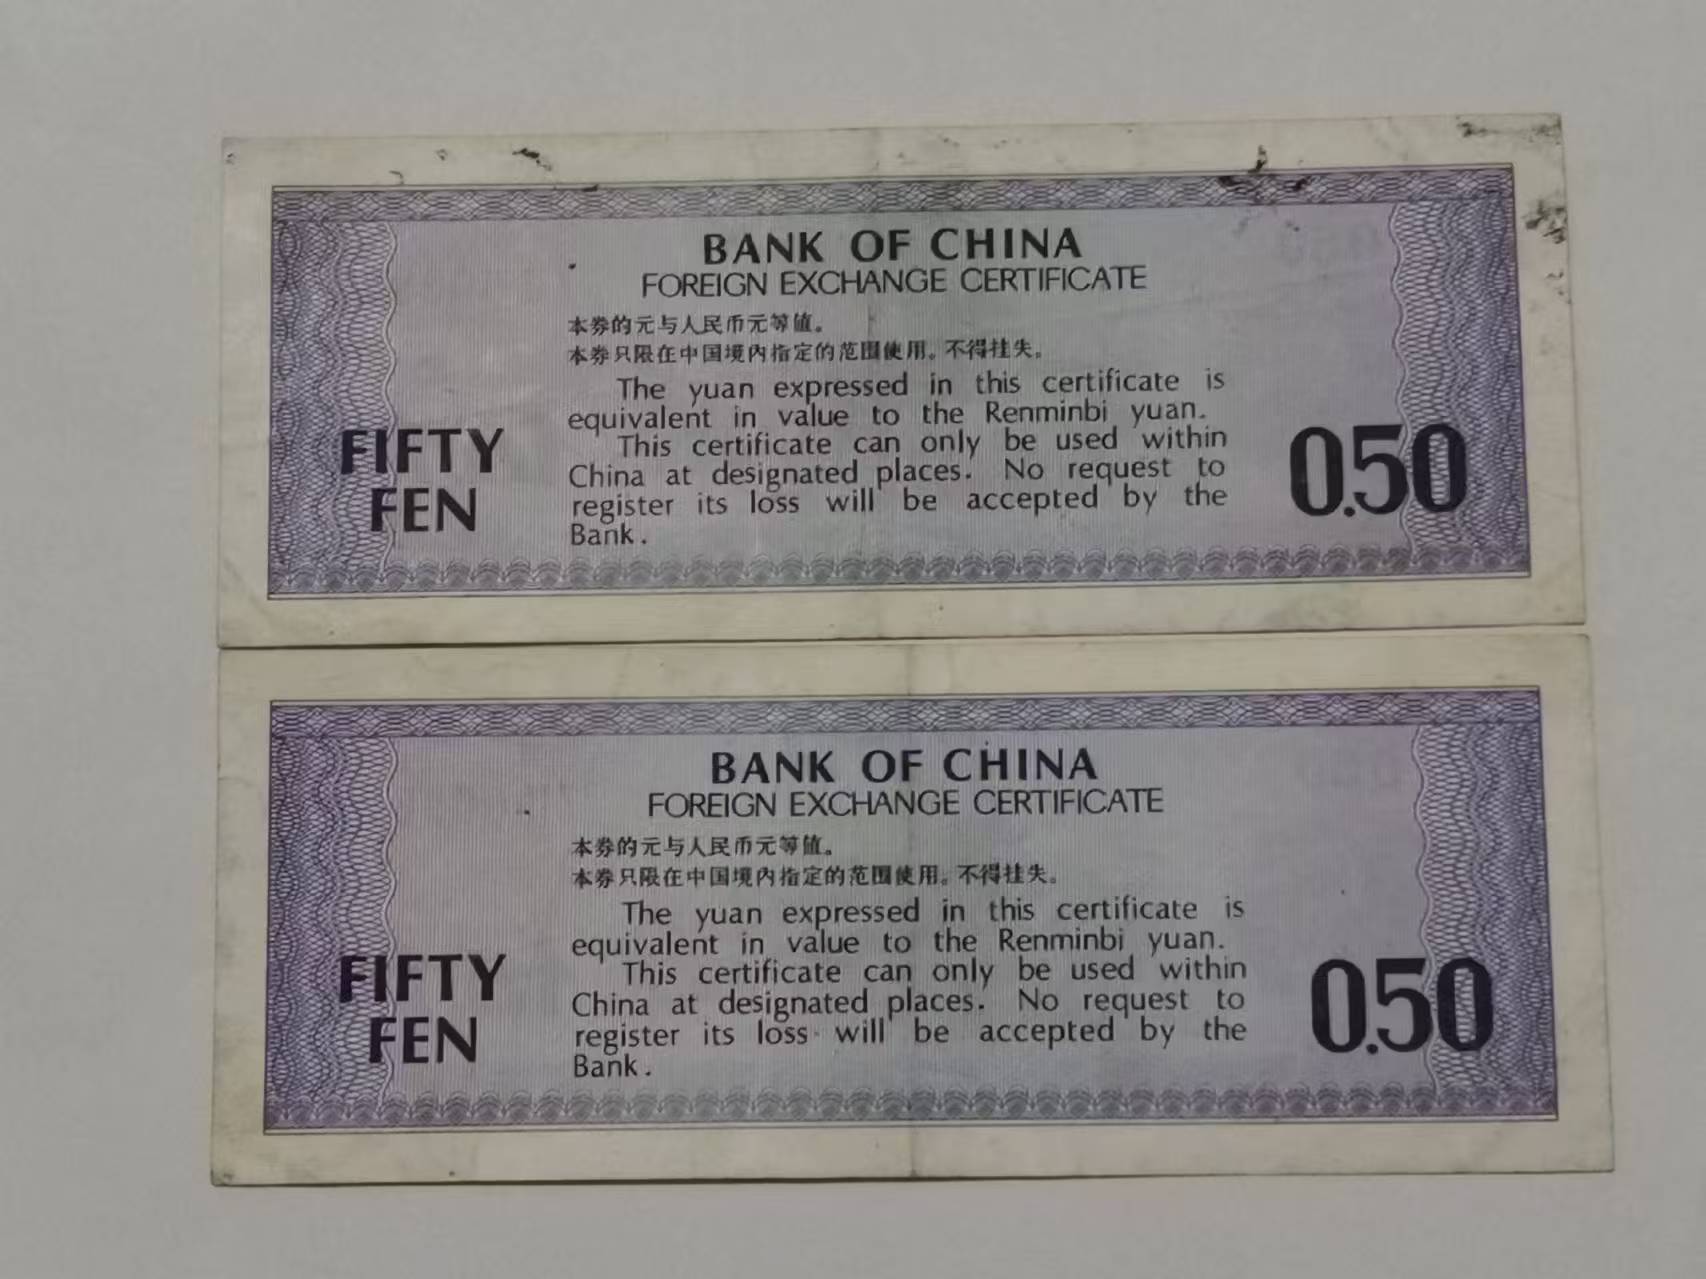 BANK OF CHINA
FOREIGN EXCHANGE CERTIFICATE
本券的元与人民币元等值。
本券只限在中国境内指定的范围使用。不得挂失。
The yuan expressed in this certificate is
equivalent in value to the Renminbi yuan.
This certificate can only be used within
China at designated places. No request to
register its loss will be accepted by the
Bank.
FIFTY
FEN
0.50
BANK OF CHINA
FOREIGN EXCHANGE CERTIFICATE
本券的元与人民币元等值。
本券只限在中国境内指定的范围使用。不得挂失。
The yuan expressed in this certificate is
equivalent in value to the Renminbi yuan.
This certificate can only be used within
China at designated places. No request to
register its loss will be accepted by the
Bank.
FIFTY
FEN
0.50